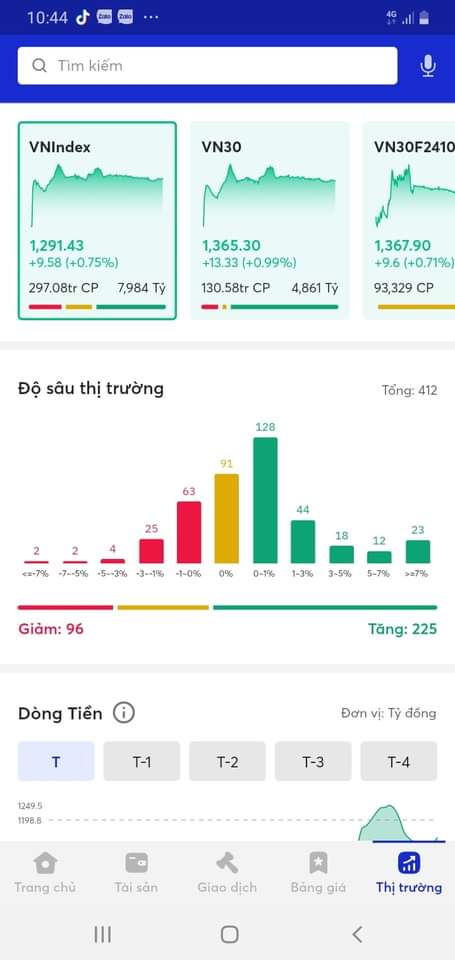 10:44 Zalo Zalo ... 4G
Tìm kiếm
VNIndex VN30 VN30F2410
1,291.43 1,365.30 1,367.90
+9.58 (+0.75%) +13.33 (+0.99%) +9.6 (+0.71%)
297.08tr CP 7,984 Tỷ 130.58tr CP 4,861 Tỷ 93,329 CP
Độ sâu thị trường Tổng: 412
128
91
63
44
25
18
12
23
2 2 4
<=-7% -7~-5% -5~-3% -3~-1% -1~0% 0% 0~1% 1~3% 3~5% 5~7% >=7%
Giảm: 96 Tăng: 225
Dòng Tiền Đơn vị: Tỷ đồng
T T-1 T-2 T-3 T-4
1249.5
1198.8
Trang chủ Tài sản Giao dịch Bảng giá Thị trường